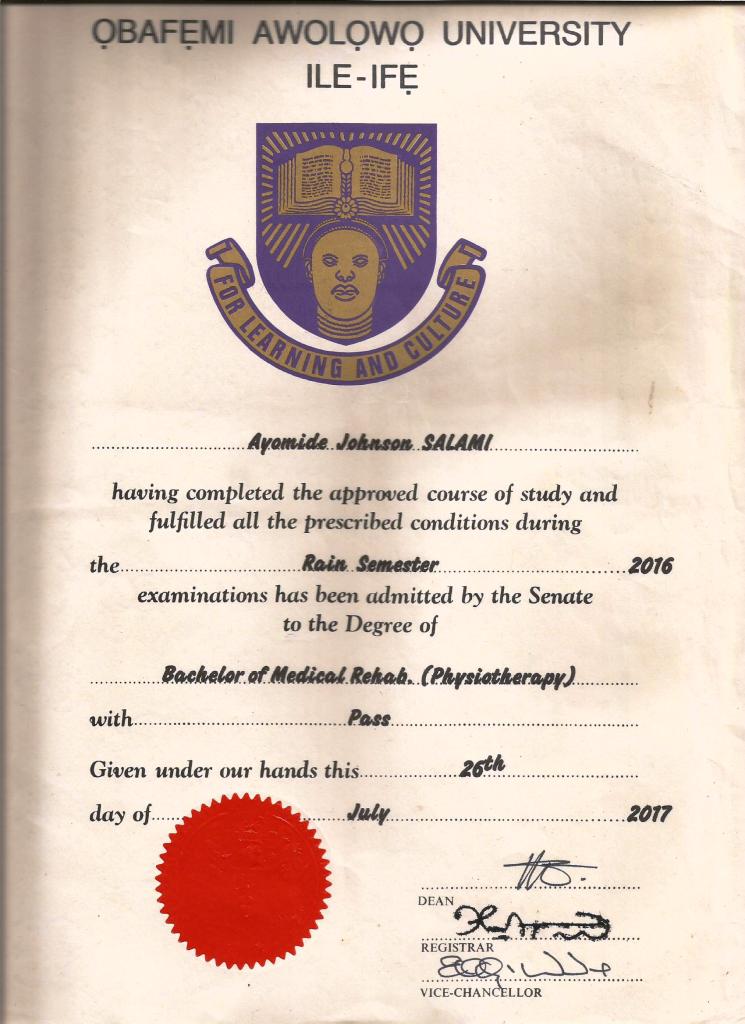 ỌBAFẸMI AWOLỌWỌ UNIVERSITY
ILE-IFẸ
FOR LEARNING AND CULTURE
Ayomide Johnson SALAMI
having completed the approved course of study and
fulfilled all the prescribed conditions during
the Rain Semester 2016
examinations has been admitted by the Senate
to the Degree of
Bachelor of Medical Rehab. (Physiotherapy)
with Pass
Given under our hands this 26th
day of July 2017
DEAN
REGISTRAR
VICE-CHANCELLOR